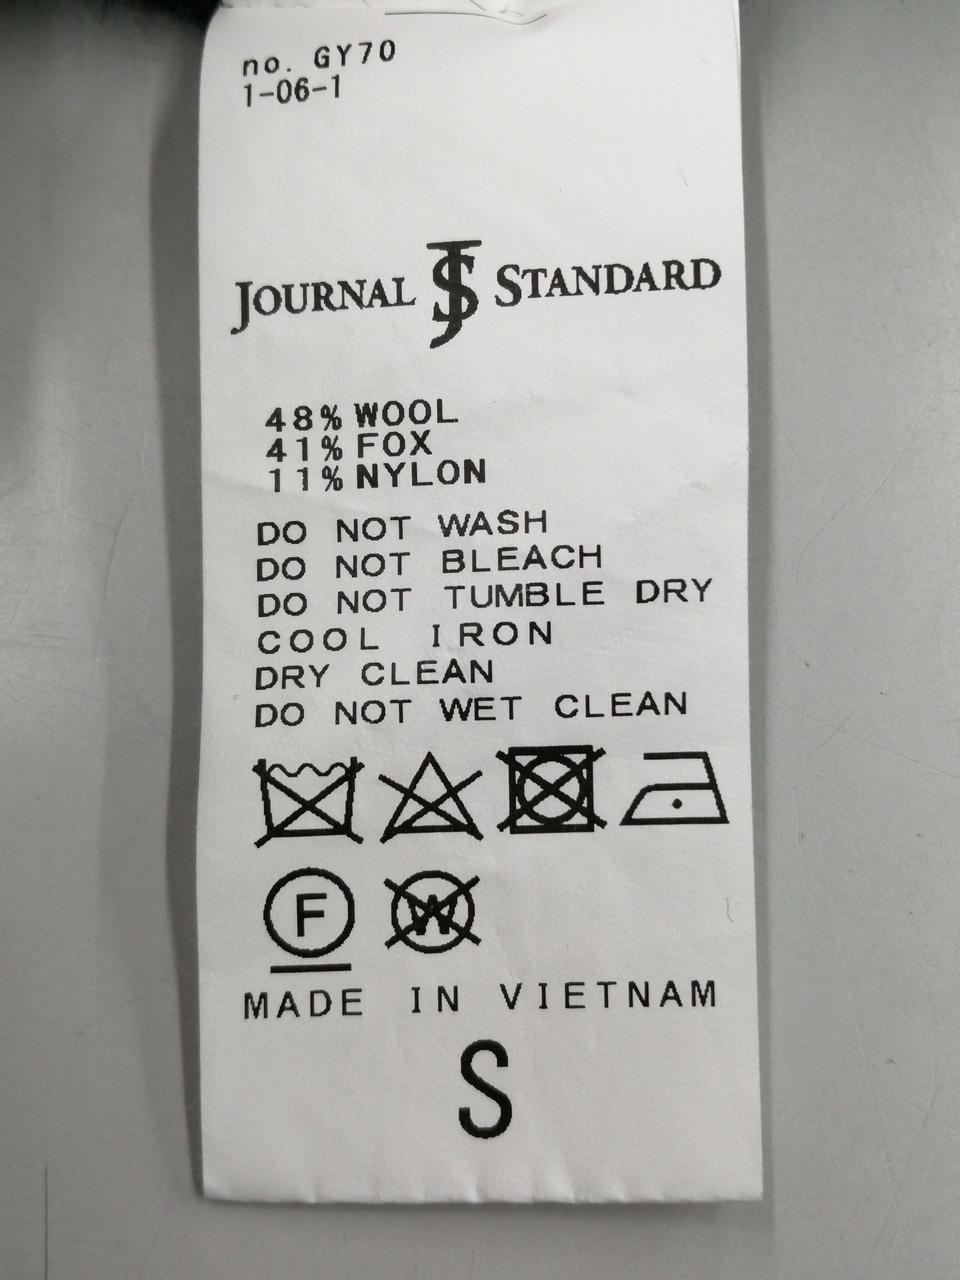 no. GY70
1-06-1
JOURNAL JS STANDARD
48% WOOL
41% FOX
11% NYLON
DO NOT WASH
DO NOT BLEACH
DO NOT TUMBLE DRY
COOL IRON
DRY CLEAN
DO NOT WET CLEAN
F W
MADE IN VIETNAM
S